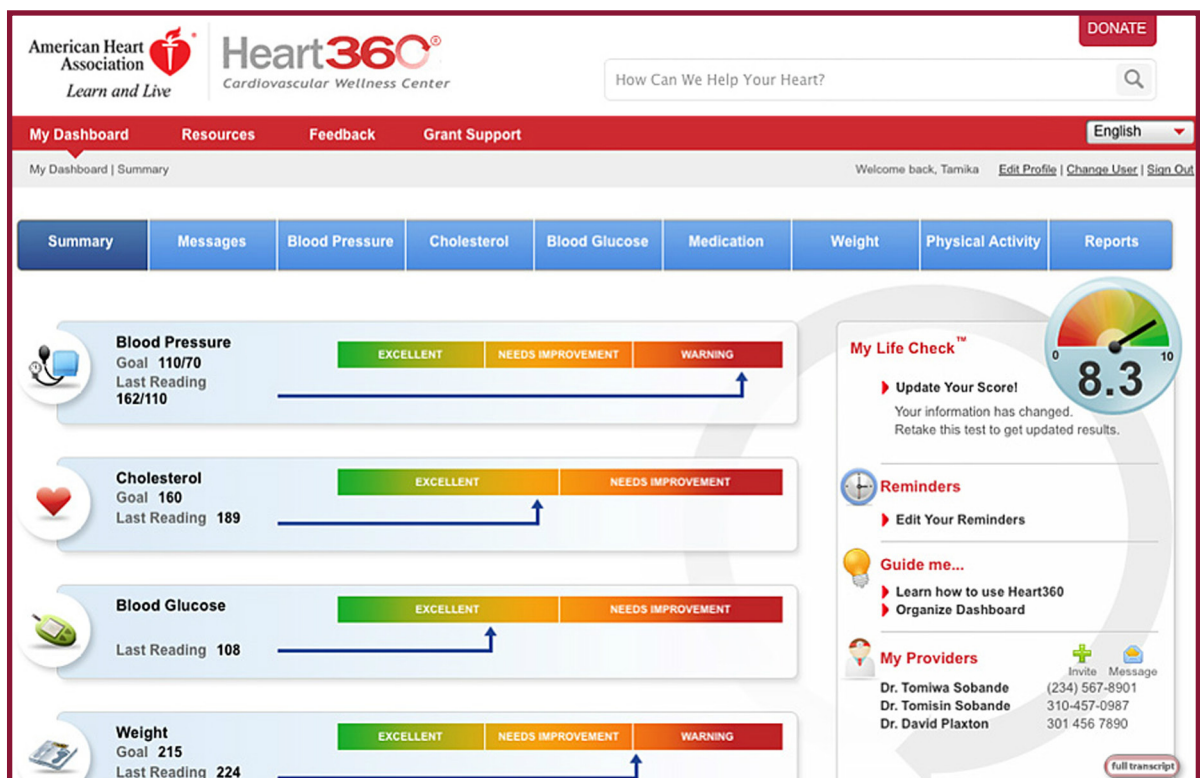 DONATE
American Heart
Association
Learn and Live
Heart360®
Cardiovascular Wellness Center
How Can We Help Your Heart?
My Dashboard Resources Feedback Grant Support English
My Dashboard | Summary Welcome back, Tamika Edit Profile | Change User | Sign Out
Summary Messages Blood Pressure Cholesterol Blood Glucose Medication Weight Physical Activity Reports
Blood Pressure
Goal 110/70
Last Reading
162/110
EXCELLENT NEEDS IMPROVEMENT WARNING
Cholesterol
Goal 160
Last Reading 189
EXCELLENT NEEDS IMPROVEMENT
Blood Glucose
Last Reading 108
EXCELLENT NEEDS IMPROVEMENT
Weight
Goal 215
Last Reading 224
EXCELLENT NEEDS IMPROVEMENT WARNING
My Life Check™
0 10
8.3
Update Your Score!
Your information has changed.
Retake this test to get updated results.
Reminders
Edit Your Reminders
Guide me...
Learn how to use Heart360
Organize Dashboard
My Providers
Invite Message
Dr. Tomiwa Sobande (234) 567-8901
Dr. Tomisin Sobande 310-457-0987
Dr. David Plaxton 301 456 7890
full transcript